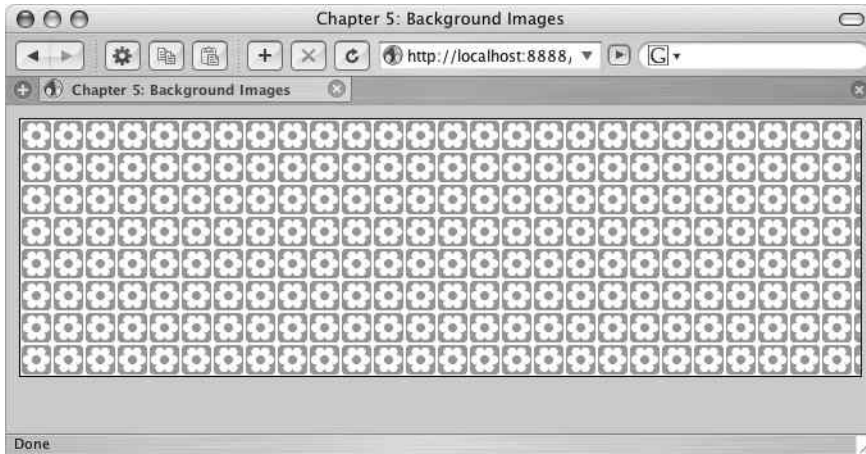 Chapter 5: Background Images
http://localhost:8888/
G
Chapter 5: Background Images
Done